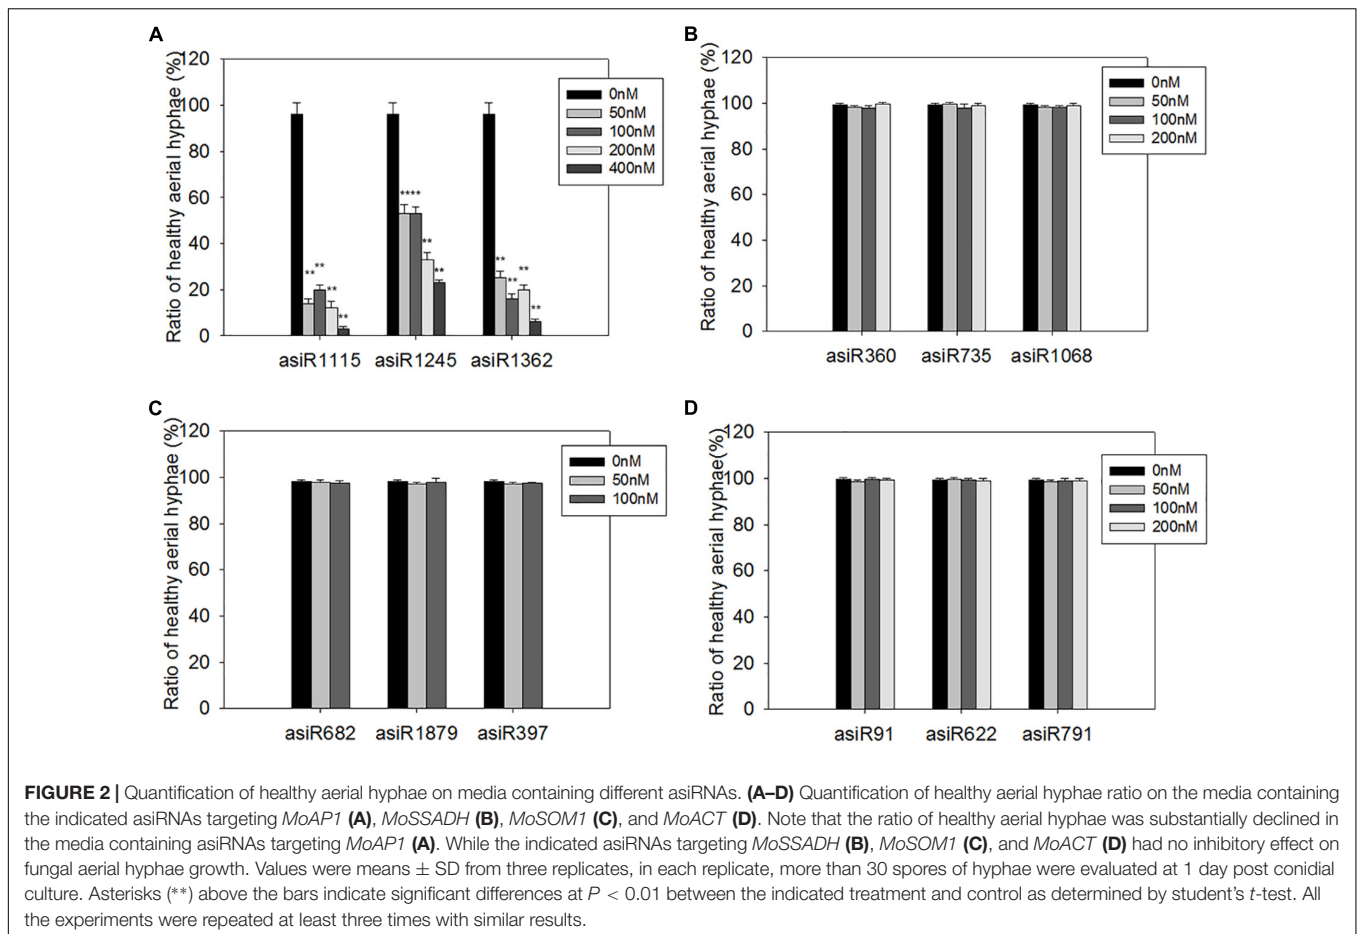 A
Ratio of healthy aerial hyphae (%)
120
100
80
60
40
20
0
** ** ** **
**** ** **
** ** ** **
asiR1115 asiR1245 asiR1362
0nM
50nM
100nM
200nM
400nM
B
Ratio of healthy aerial hyphae (%)
120
100
80
60
40
20
0
asiR360 asiR735 asiR1068
0nM
50nM
100nM
200nM
C
Ratio of healthy aerial hyphae (%)
120
100
80
60
40
20
0
asiR682 asiR1879 asiR397
0nM
50nM
100nM
D
Ratio of healthy aerial hyphae(%)
120
100
80
60
40
20
0
asiR91 asiR622 asiR791
0nM
50nM
100nM
200nM
FIGURE 2 | Quantification of healthy aerial hyphae on media containing different asiRNAs. (A–D) Quantification of healthy aerial hyphae ratio on the media containing
the indicated asiRNAs targeting MoAP1 (A), MoSSADH (B), MoSOM1 (C), and MoACT (D). Note that the ratio of healthy aerial hyphae was substantially declined in
the media containing asiRNAs targeting MoAP1 (A). While the indicated asiRNAs targeting MoSSADH (B), MoSOM1 (C), and MoACT (D) had no inhibitory effect on
fungal aerial hyphae growth. Values were means ± SD from three replicates, in each replicate, more than 30 spores of hyphae were evaluated at 1 day post conidial
culture. Asterisks (**) above the bars indicate significant differences at P < 0.01 between the indicated treatment and control as determined by student's t-test. All
the experiments were repeated at least three times with similar results.